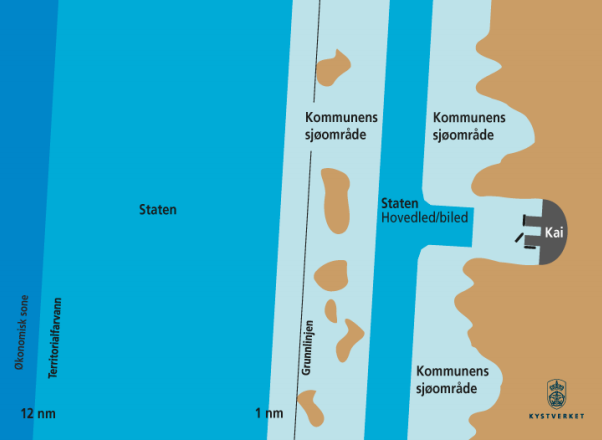 Kommunens
sjøområde
Kommunens
sjøområde
Staten
Staten
Hovedled/biled
Kai
Økonomisk sone
Territorialfarvann
Grunnlinjen
Kommunens
sjøområde
12 nm
1 nm
KYSTVERKET